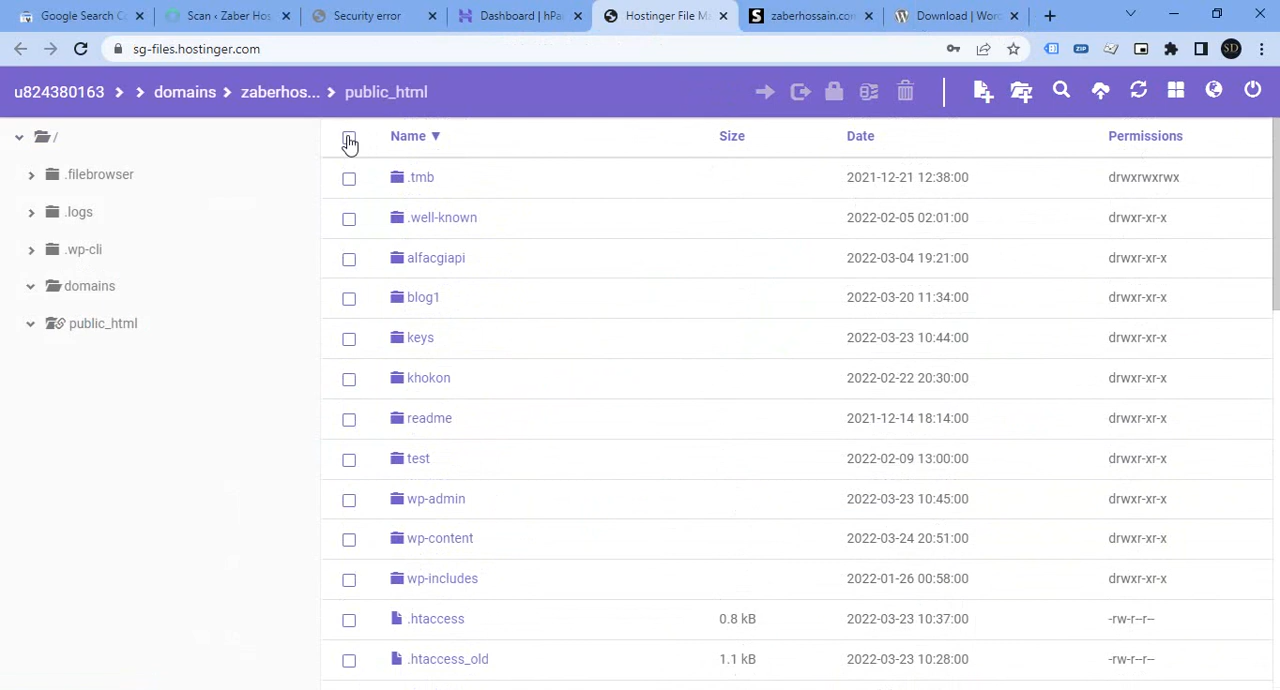 Google Search Con
Scan ‹ Zaber Hos
Security error
Dashboard | hPa
Hostinger File Ma
zaberhossain.com
Download | Word
sg-files.hostinger.com
ZIP
SD
u824380163 > > domains > zaberhos... > public_html
/
.filebrowser
.logs
.wp-cli
domains
public_html
Name ▼ Size Date Permissions
.tmb 2021-12-21 12:38:00 drwxrwxrwx
.well-known 2022-02-05 02:01:00 drwxr-xr-x
alfacgiapi 2022-03-04 19:21:00 drwxr-xr-x
blog1 2022-03-20 11:34:00 drwxr-xr-x
keys 2022-03-23 10:44:00 drwxr-xr-x
khokon 2022-02-22 20:30:00 drwxr-xr-x
readme 2021-12-14 18:14:00 drwxr-xr-x
test 2022-02-09 13:00:00 drwxr-xr-x
wp-admin 2022-03-23 10:45:00 drwxr-xr-x
wp-content 2022-03-24 20:51:00 drwxr-xr-x
wp-includes 2022-01-26 00:58:00 drwxr-xr-x
.htaccess 0.8 kB 2022-03-23 10:37:00 -rw-r--r--
.htaccess_old 1.1 kB 2022-03-23 10:28:00 -rw-r--r--